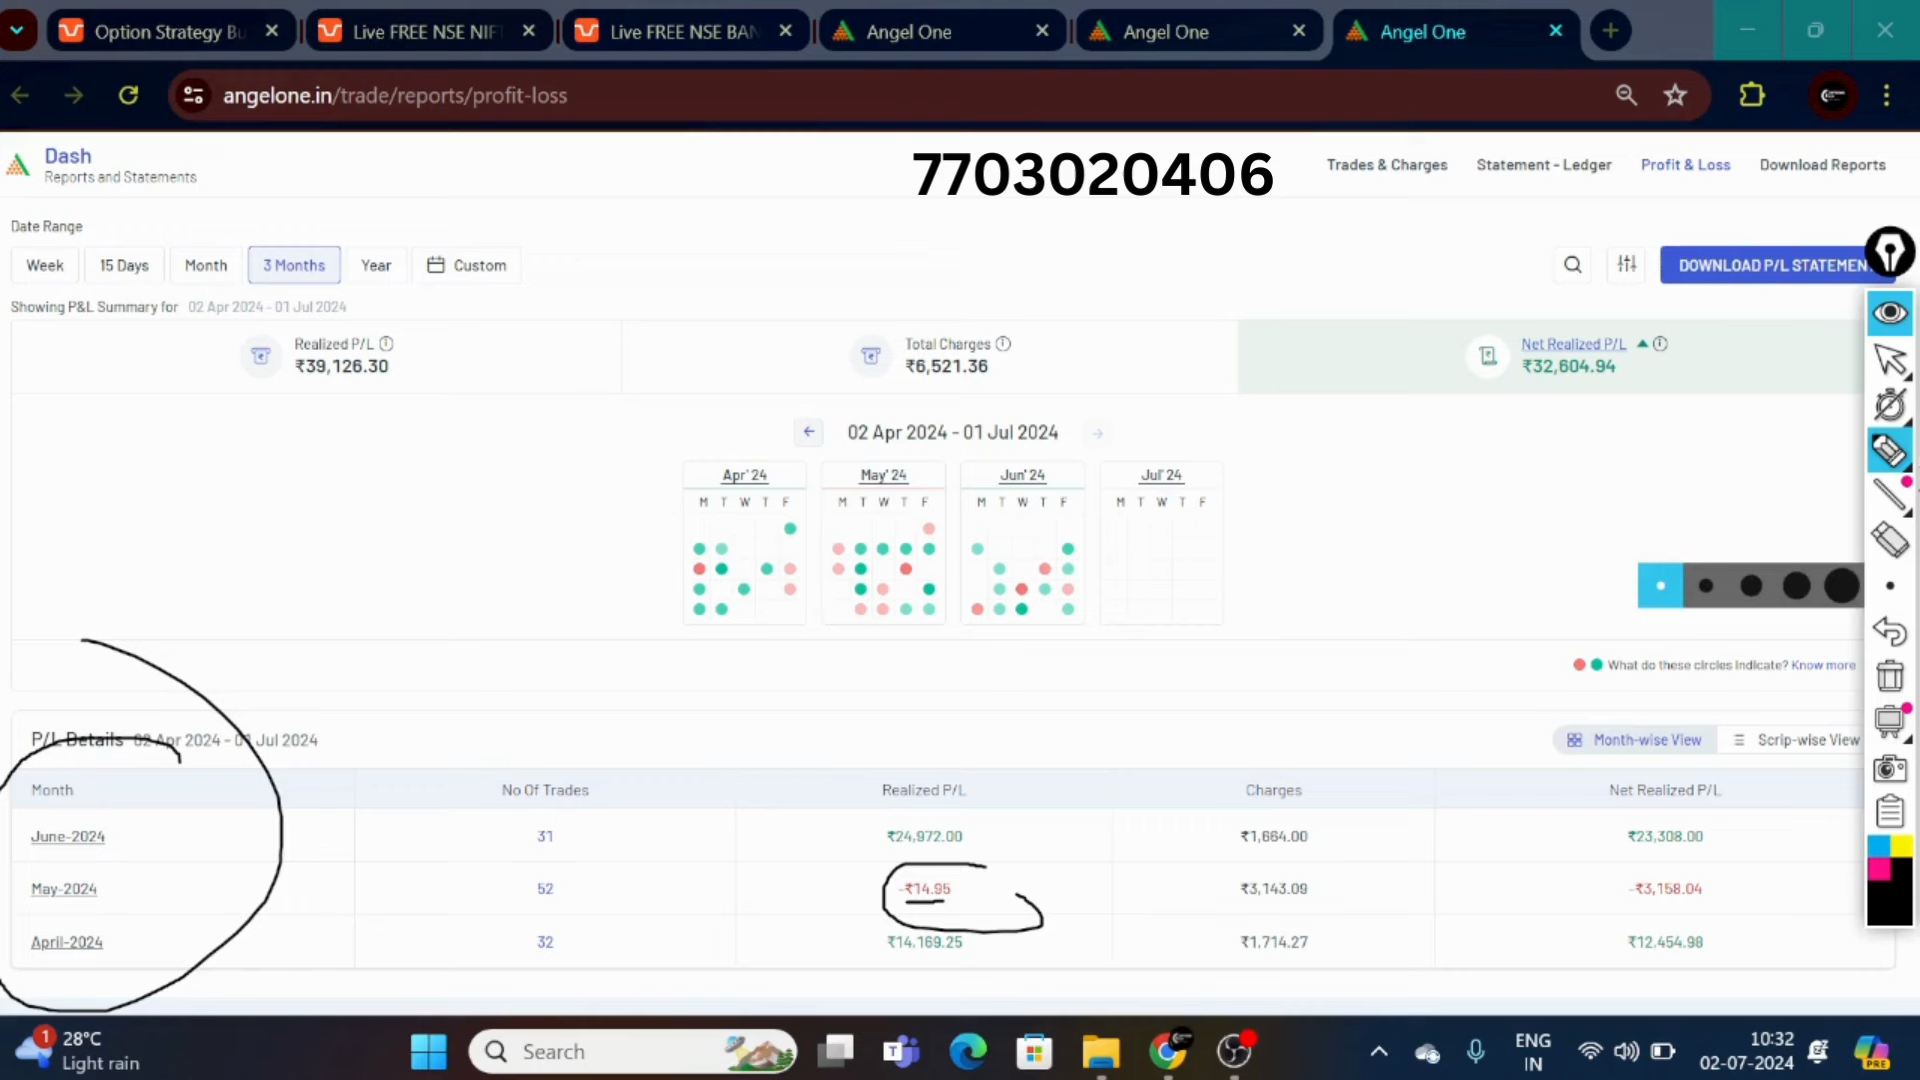 Option Strategy Bu
Live FREE NSE NIF
Live FREE NSE BAN
Angel One
Angel One
Angel One
angelone.in/trade/reports/profit-loss
Dash
Reports and Statements
7703020406
Trades & Charges
Statement - Ledger
Profit & Loss
Download Reports
Date Range
Week
15 Days
Month
3 Months
Year
Custom
DOWNLOAD P/L STATEMEN
Showing P&L Summary for 02 Apr 2024 - 01 Jul 2024
Realized P/L
₹39,126.30
Total Charges
₹6,521.36
Net Realized P/L
₹32,604.94
02 Apr 2024 - 01 Jul 2024
Apr' 24
May' 24
Jun' 24
Jul' 24
M T W T F
M T W T F
M T W T F
M T W T F
What do these circles indicate? Know more
P/L Details 02 Apr 2024 - 01 Jul 2024
Month-wise View
Scrip-wise View
Month No Of Trades Realized P/L Charges Net Realized P/L
June-2024 31 ₹24,972.00 ₹1,664.00 ₹23,308.00
May-2024 52 -₹14.95 ₹3,143.09 -₹3,158.04
April-2024 32 ₹14,169.25 ₹1,714.27 ₹12,454.98
1
28°C
Light rain
Search
T
PRE
ENG
IN
10:32
02-07-2024